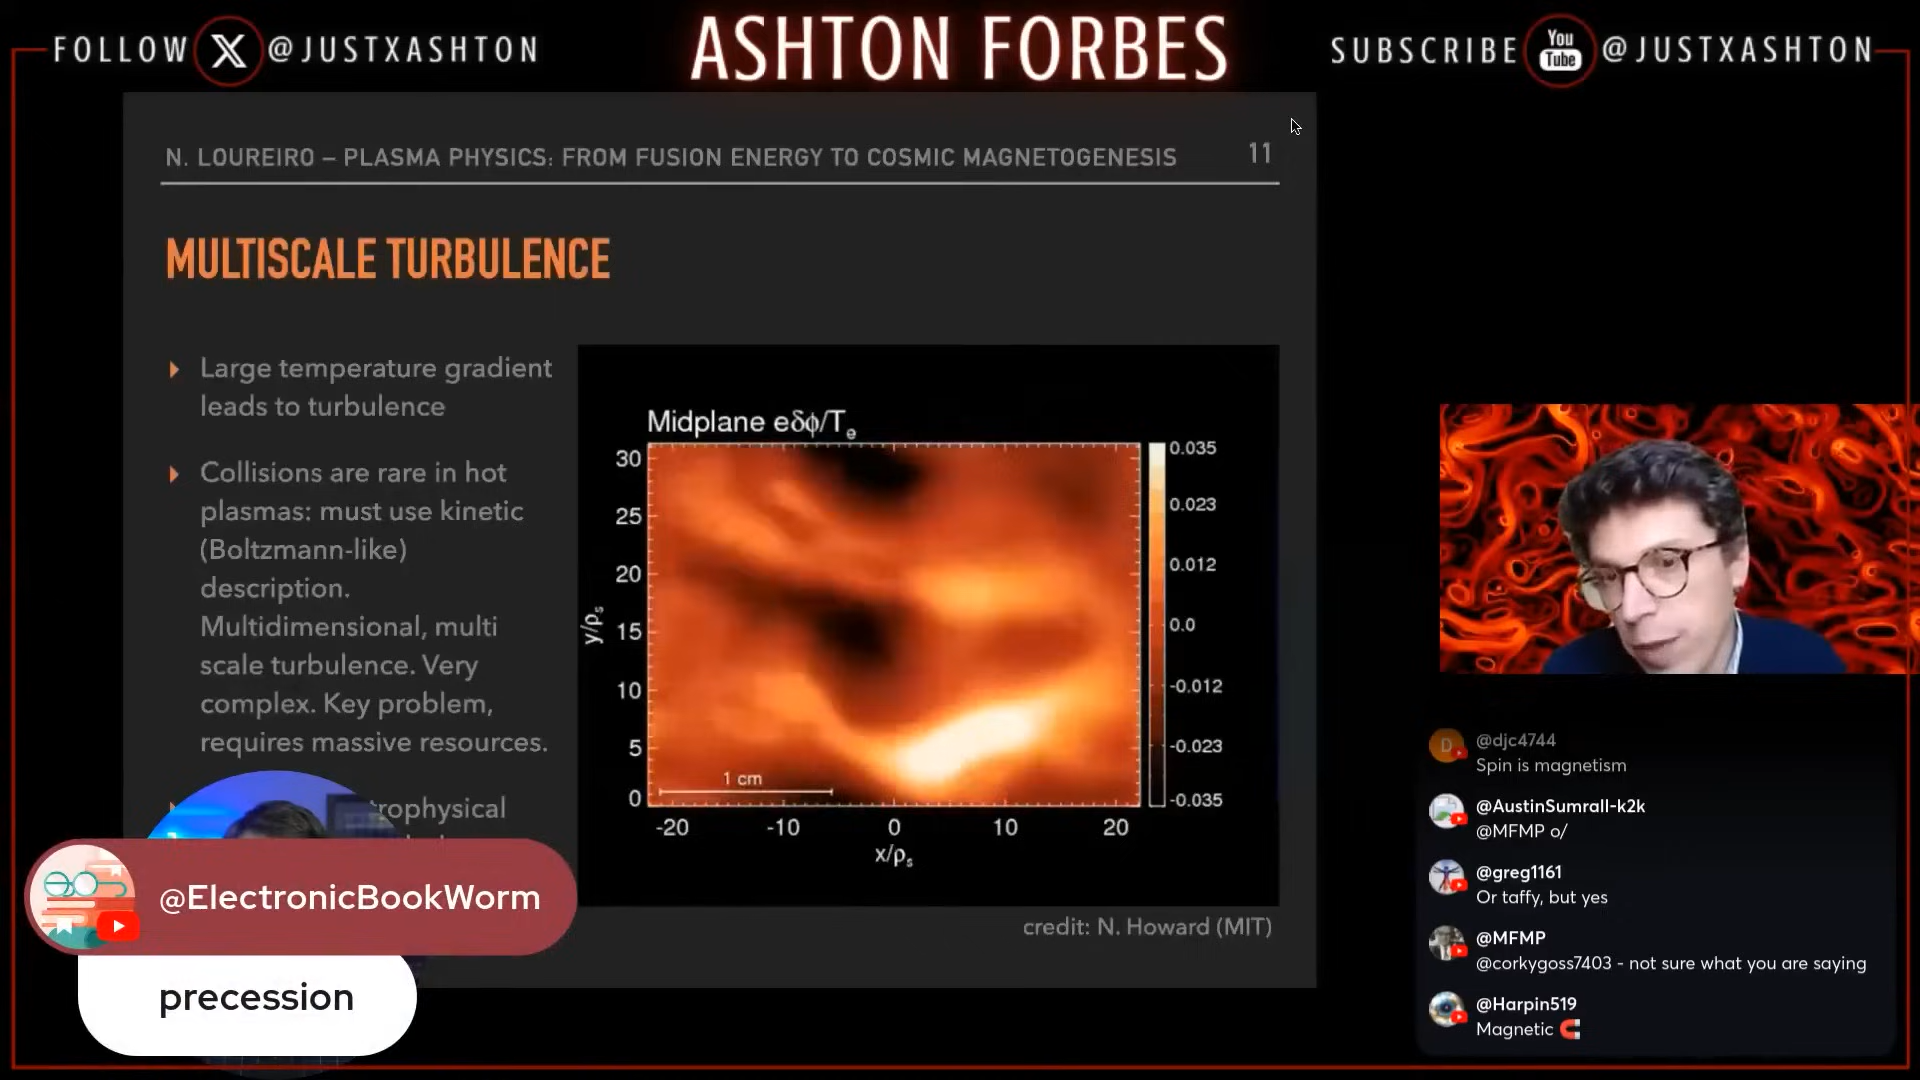 FOLLOW X @JUSTXASHTON
ASHTON FORBES
SUBSCRIBE You Tube @JUSTXASHTON
N. LOUREIRO – PLASMA PHYSICS: FROM FUSION ENERGY TO COSMIC MAGNETOGENESIS
11
MULTISCALE TURBULENCE
Large temperature gradient
leads to turbulence
Collisions are rare in hot
plasmas: must use kinetic
(Boltzmann-like)
description.
Multidimensional, multi
scale turbulence. Very
complex. Key problem,
requires massive resources.
Midplane eδϕ/Te
30
25
20
15
10
5
0
y/ρs
1 cm
-20
-10
0
10
20
x/ρs
0.035
0.023
0.012
0.0
-0.012
-0.023
-0.035
credit: N. Howard (MIT)
@ElectronicBookWorm
precession
D
@djc4744
Spin is magnetism
@AustinSumrall-k2k
@MFMP o/
@greg1161
Or taffy, but yes
@MFMP
@corkygoss7403 - not sure what you are saying
@Harpin519
Magnetic 🧲